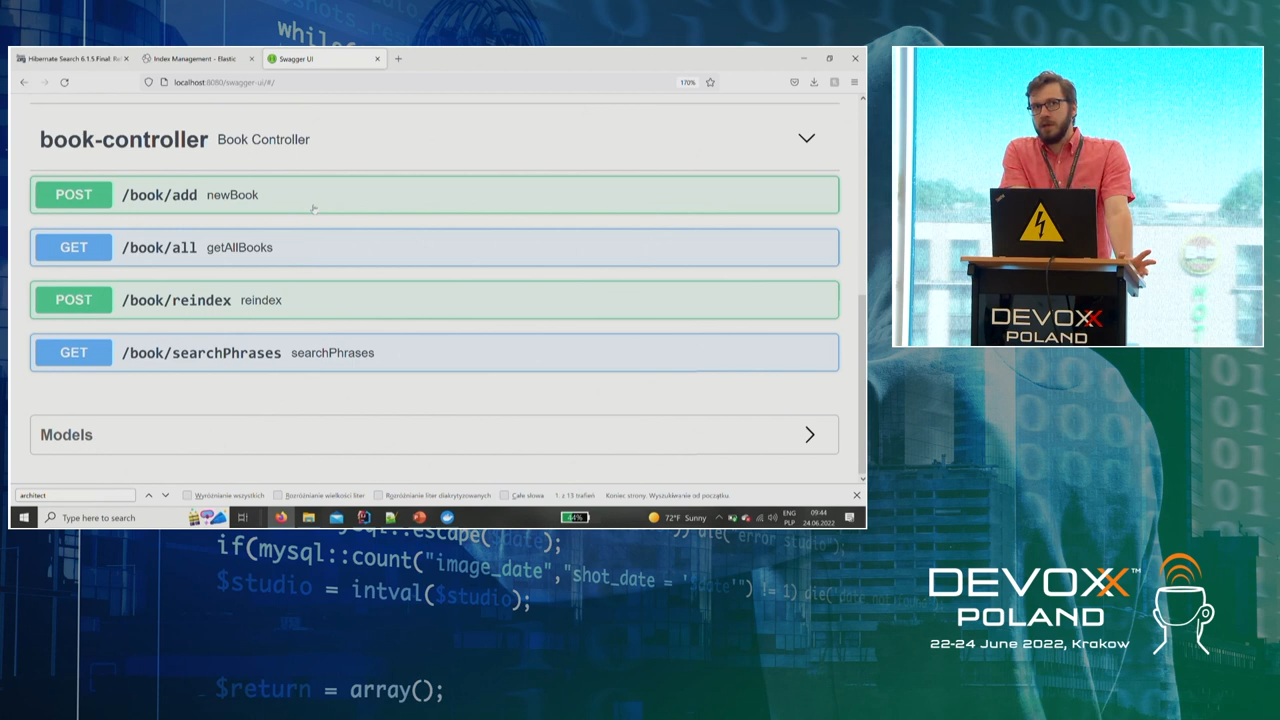 while
Hibernate Search 6.1.5.Final
Index Management - Elastic
Swagger UI
localhost:8080/swagger-ui/#/
170%
book-controller Book Controller
POST /book/add newBook
GET /book/all getAllBooks
POST /book/reindex reindex
GET /book/searchPhrases searchPhrases
Models
architect
Wyróżnianie wszystkich
Rozróżnianie wielkości liter
Rozróżnianie liter diakrytyzowanych
Całe słowa
1. z 13 trafień
Koniec strony. Wyszukiwanie od początku.
Type here to search
44%
72°F Sunny
ENG
PLP
09:44
24.06.2022
DEVOXX
POLAND
if(mysql::count("image_date","shot_date =
$studio = intval($studio);
$return = array();
DEVOXX™
POLAND
22-24 June 2022, Krakow